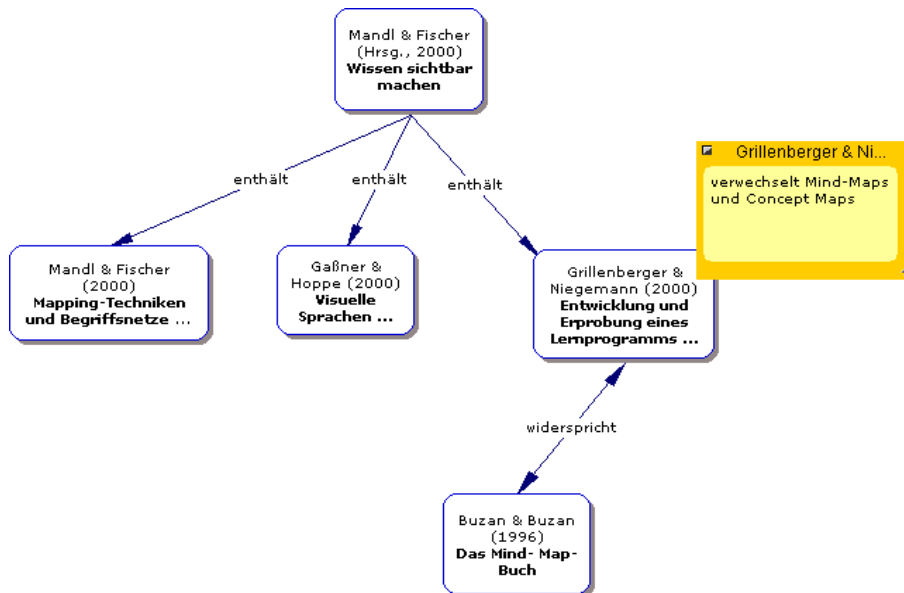 Mandl & Fischer
(Hrsg., 2000)
Wissen sichtbar
machen
enthält
enthält
enthält
Grillenberger & Ni...
verwechselt Mind-Maps
und Concept Maps
Mandl & Fischer
(2000)
Mapping-Techniken
und Begriffsnetze ...
Gaßner &
Hoppe (2000)
Visuelle
Sprachen ...
Grillenberger &
Niegemann (2000)
Entwicklung und
Erprobung eines
Lernprogramms ...
widerspricht
Buzan & Buzan
(1996)
Das Mind- Map-
Buch